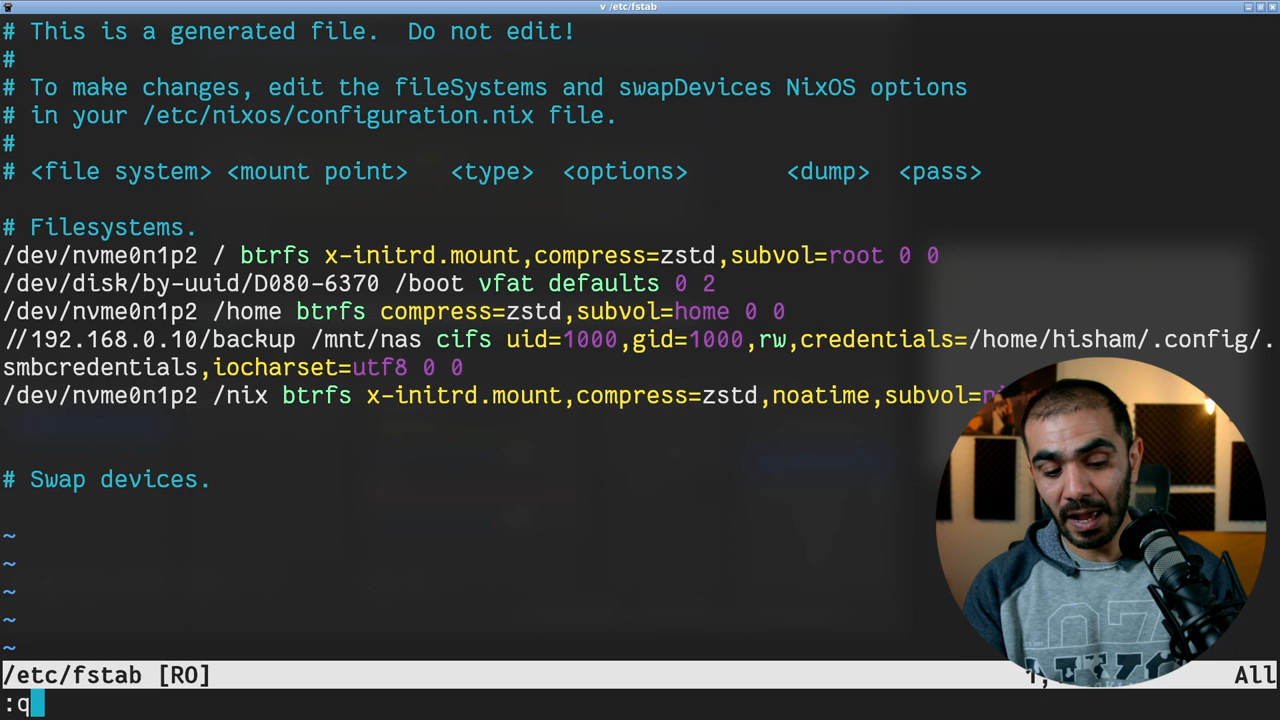 v /etc/fstab
# This is a generated file.  Do not edit!
#
# To make changes, edit the fileSystems and swapDevices NixOS options
# in your /etc/nixos/configuration.nix file.
#
# <file system> <mount point>   <type>  <options>       <dump>  <pass>
# Filesystems.
/dev/nvme0n1p2 / btrfs x-initrd.mount,compress=zstd,subvol=root 0 0
/dev/disk/by-uuid/D080-6370 /boot vfat defaults 0 2
/dev/nvme0n1p2 /home btrfs compress=zstd,subvol=home 0 0
//192.168.0.10/backup /mnt/nas cifs uid=1000,gid=1000,rw,credentials=/home/hisham/.config/.
smbcredentials,iocharset=utf8 0 0
/dev/nvme0n1p2 /nix btrfs x-initrd.mount,compress=zstd,noatime,subvol=
# Swap devices.
~
~
~
~
~
/etc/fstab [RO] 1, All
:q